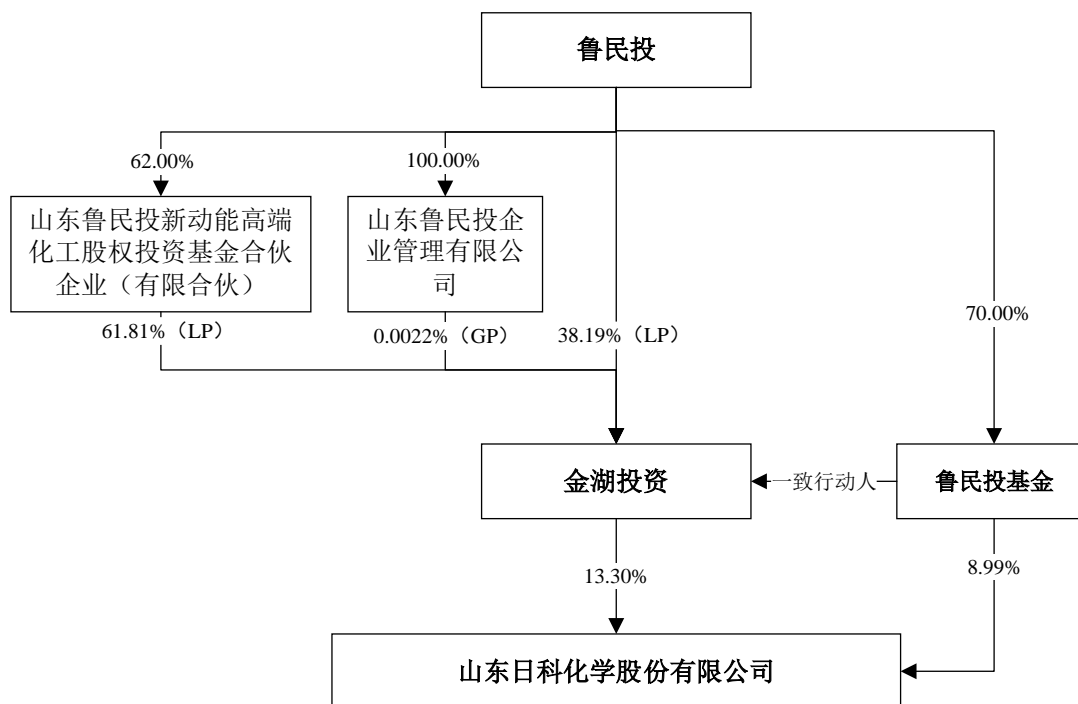 鲁民投
62.00%
100.00%
山东鲁民投新动能高端
化工股权投资基金合伙
企业（有限合伙）
山东鲁民投企
业管理有限公
司
61.81%（LP）
0.0022%（GP）
38.19%（LP）
70.00%
金湖投资
一致行动人
鲁民投基金
13.30%
8.99%
山东日科化学股份有限公司